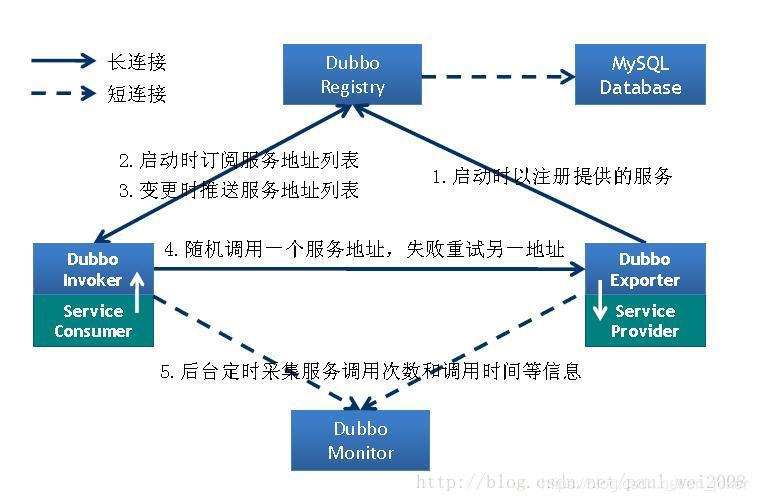 长连接
短连接
Dubbo
Registry
MySQL
Database
2.启动时订阅服务地址列表
3.变更时推送服务地址列表
1.启动时以注册提供的服务
4.随机调用一个服务地址，失败重试另一地址
Dubbo
Invoker
Service
Consumer
Dubbo
Exporter
Service
Provider
5.后台定时采集服务调用次数和调用时间等信息
Dubbo
Monitor
http://blog.csdn.net/paul_wei2008